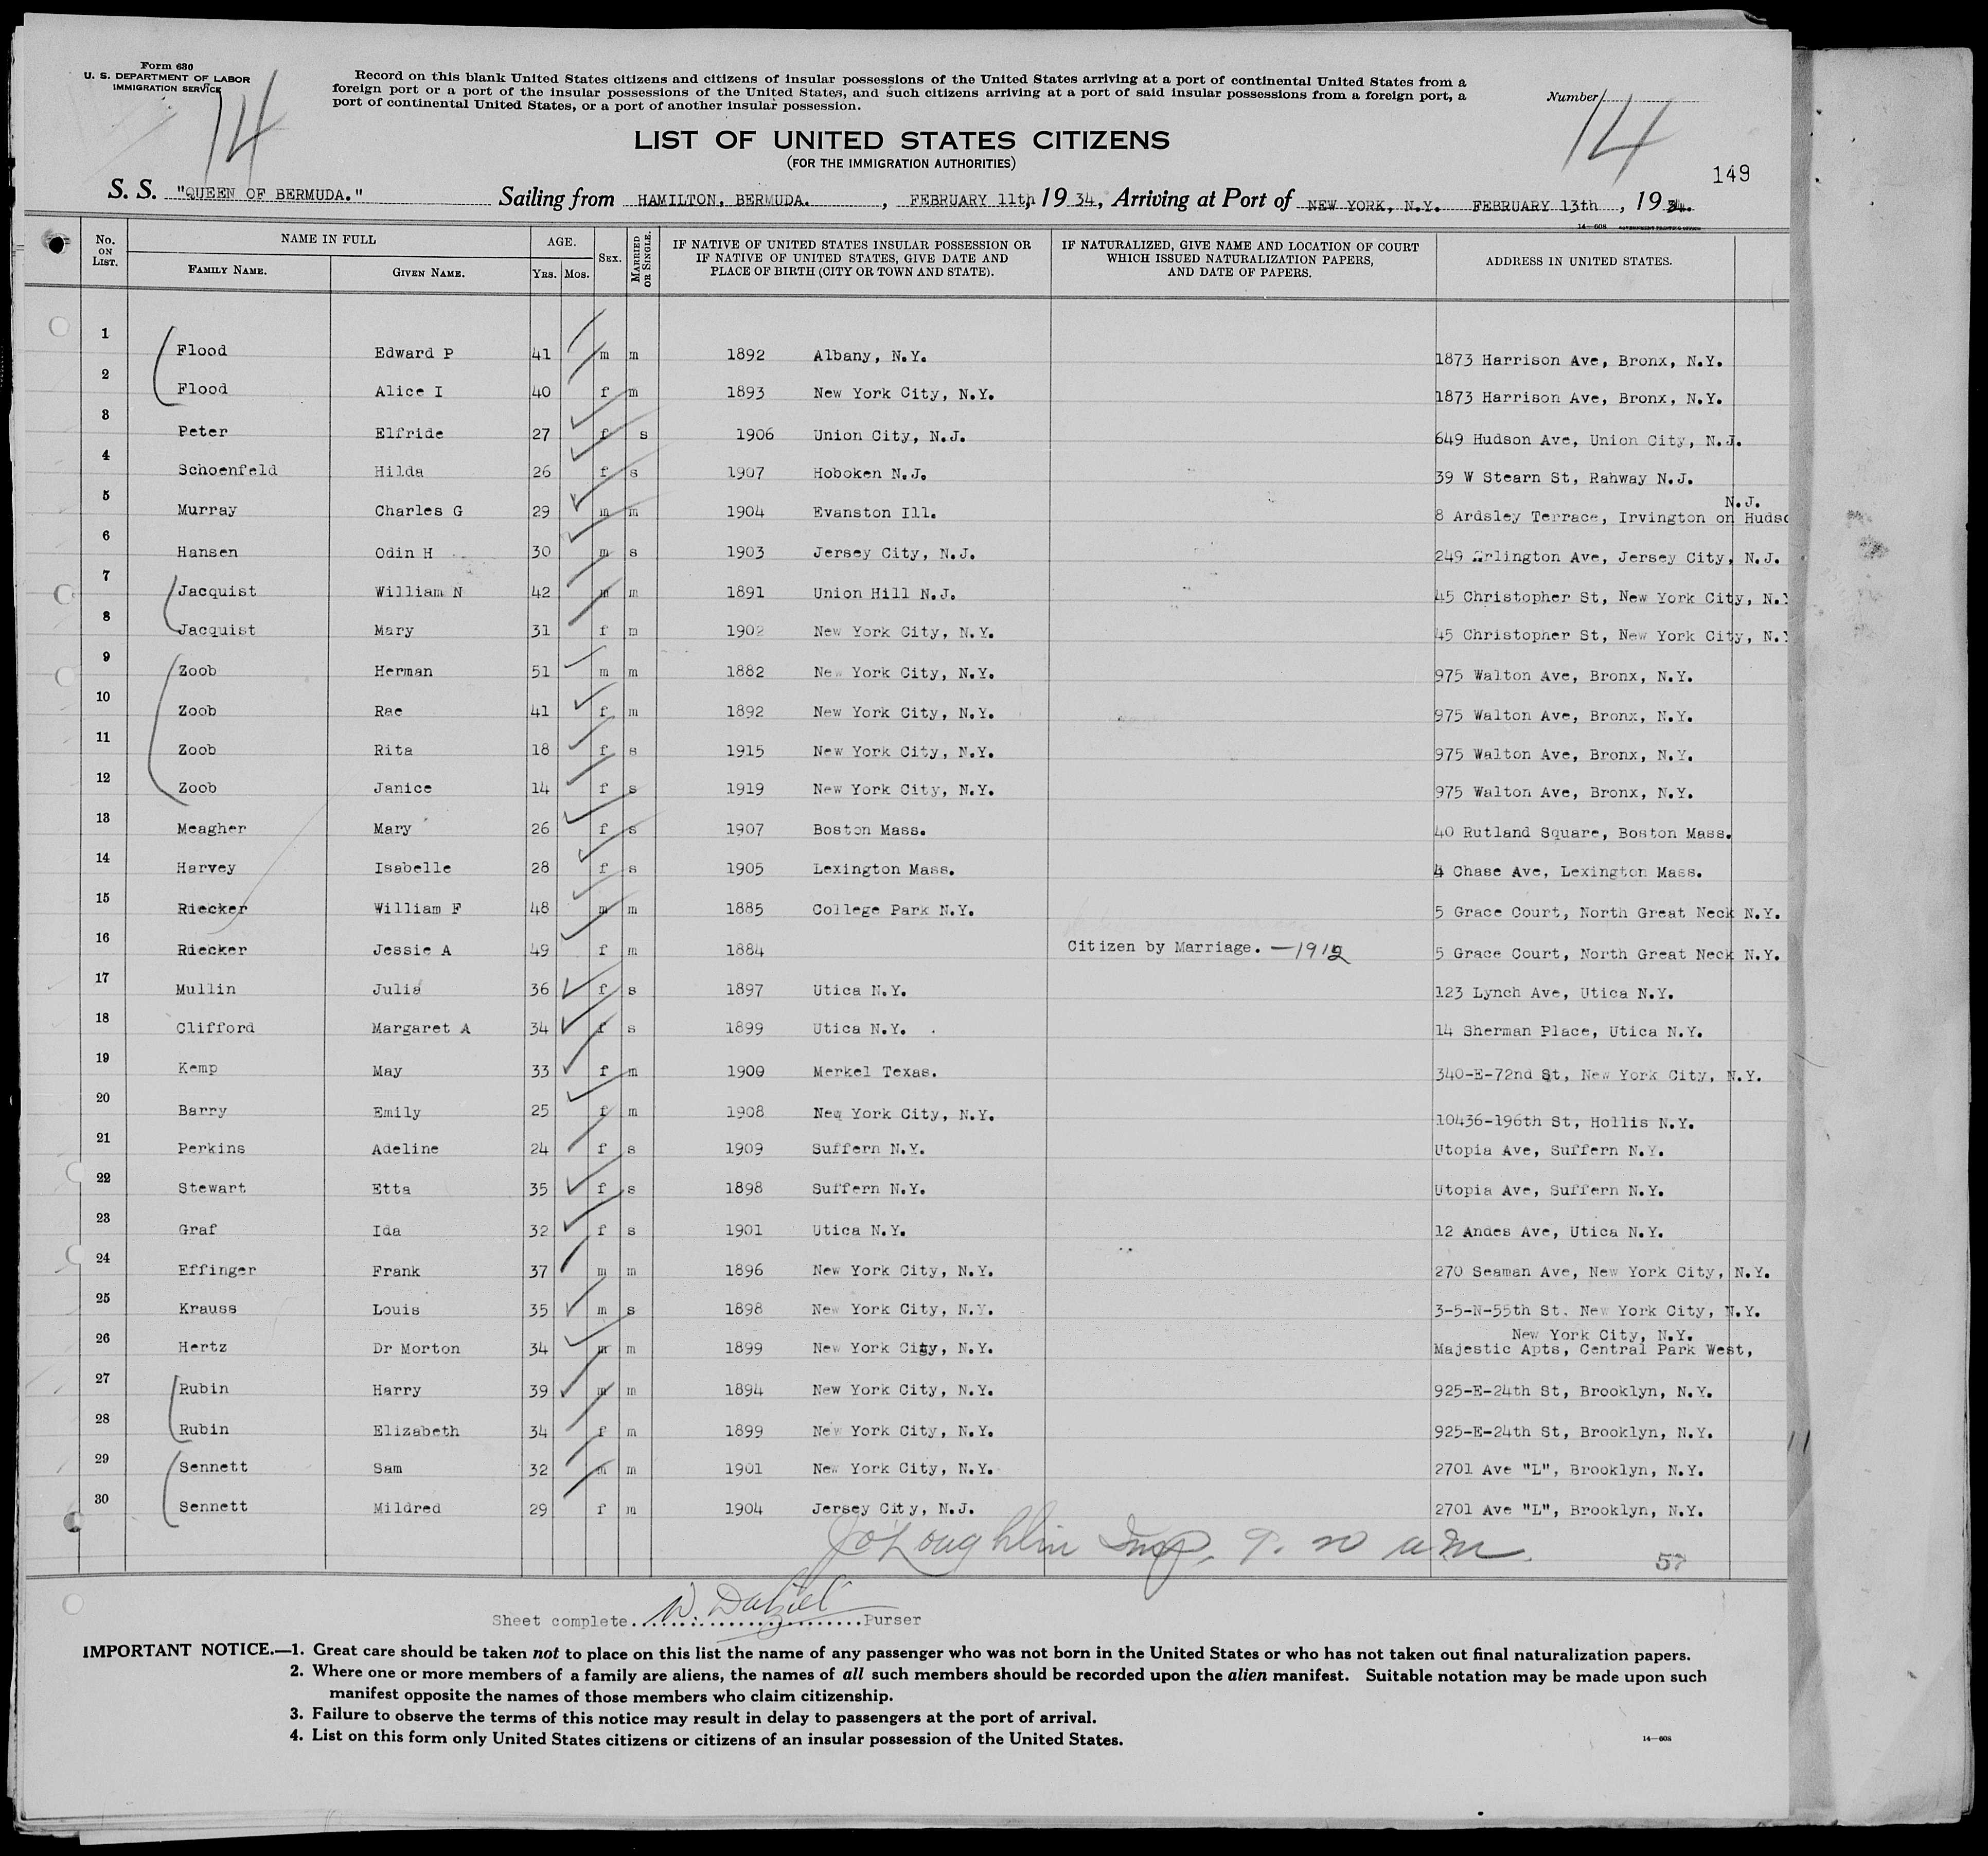 Form 630
U. S. DEPARTMENT OF LABOR
IMMIGRATION SERVICE
14
Record on this blank United States citizens and citizens of insular possessions of the United States arriving at a port of continental United States from a
foreign port or a port of the insular possessions of the United States, and such citizens arriving at a port of said insular possessions from a foreign port, a
port of continental United States, or a port of another insular possession.
Number
14
LIST OF UNITED STATES CITIZENS
(FOR THE IMMIGRATION AUTHORITIES)
149
S. S. "QUEEN OF BERMUDA." Sailing from HAMILTON, BERMUDA. , FEBRUARY 11th, 1934, Arriving at Port of NEW YORK, N.Y. FEBRUARY 13th , 1934.
14—608 GOVERNMENT PRINTING OFFICE
No. ON LIST. NAME IN FULL FAMILY NAME. GIVEN NAME. AGE. YRS. MOS. SEX. MARRIED OR SINGLE. IF NATIVE OF UNITED STATES INSULAR POSSESSION OR IF NATIVE OF UNITED STATES, GIVE DATE AND PLACE OF BIRTH (CITY OR TOWN AND STATE). IF NATURALIZED, GIVE NAME AND LOCATION OF COURT WHICH ISSUED NATURALIZATION PAPERS, AND DATE OF PAPERS. ADDRESS IN UNITED STATES.
1 Flood Edward P 41 m m 1892 Albany, N.Y. 1873 Harrison Ave, Bronx, N.Y.
2 Flood Alice I 40 f m 1893 New York City, N.Y. 1873 Harrison Ave, Bronx, N.Y.
3 Peter Elfride 27 f s 1906 Union City, N.J. 649 Hudson Ave, Union City, N.J.
4 Schoenfeld Hilda 26 f s 1907 Hoboken N.J. 39 W Stearn St, Rahway N.J.
5 Murray Charles G 29 m m 1904 Evanston Ill. 8 Ardsley Terrace, Irvington on Hudso N.J.
6 Hansen Odin H 30 m s 1903 Jersey City, N.J. 249 Arlington Ave, Jersey City, N.J.
7 Jacquist William N 42 m m 1891 Union Hill N.J. 45 Christopher St, New York City, N.Y
8 Jacquist Mary 31 f m 1902 New York City, N.Y. 45 Christopher St, New York City, N.Y
9 Zoob Herman 51 m m 1882 New York City, N.Y. 975 Walton Ave, Bronx, N.Y.
10 Zoob Rae 41 f m 1892 New York City, N.Y. 975 Walton Ave, Bronx, N.Y.
11 Zoob Rita 18 f s 1915 New York City, N.Y. 975 Walton Ave, Bronx, N.Y.
12 Zoob Janice 14 f s 1919 New York City, N.Y. 975 Walton Ave, Bronx, N.Y.
13 Meagher Mary 26 f s 1907 Boston Mass. 40 Rutland Square, Boston Mass.
14 Harvey Isabelle 28 f s 1905 Lexington Mass. 4 Chase Ave, Lexington Mass.
15 Riecker William F 48 m m 1885 College Park N.Y. 5 Grace Court, North Great Neck N.Y.
16 Riecker Jessie A 49 f m 1884 Citizen by Marriage. —1912 5 Grace Court, North Great Neck N.Y.
17 Mullin Julia 36 f s 1897 Utica N.Y. 123 Lynch Ave, Utica N.Y.
18 Clifford Margaret A 34 f s 1899 Utica N.Y. 14 Sherman Place, Utica N.Y.
19 Kemp May 33 f m 1900 Merkel Texas. 340-E-72nd St, New York City, N.Y.
20 Barry Emily 25 f m 1908 New York City, N.Y. 10436-196th St, Hollis N.Y.
21 Perkins Adeline 24 f s 1909 Suffern N.Y. Utopia Ave, Suffern N.Y.
22 Stewart Etta 35 f s 1898 Suffern N.Y. Utopia Ave, Suffern N.Y.
23 Graf Ida 32 f s 1901 Utica N.Y. 12 Andes Ave, Utica N.Y.
24 Effinger Frank 37 m m 1896 New York City, N.Y. 270 Seaman Ave, New York City, N.Y.
25 Krauss Louis 35 m s 1898 New York City, N.Y. 3-5-N-55th St. New York City, N.Y.
26 Hertz Dr Morton 34 m m 1899 New York City, N.Y. Majestic Apts, Central Park West, New York City, N.Y.
27 Rubin Harry 39 m m 1894 New York City, N.Y. 925-E-24th St, Brooklyn, N.Y.
28 Rubin Elizabeth 34 f m 1899 New York City, N.Y. 925-E-24th St, Brooklyn, N.Y.
29 Sennett Sam 32 m m 1901 New York City, N.Y. 2701 Ave "L", Brooklyn, N.Y.
30 Sennett Mildred 29 f m 1904 Jersey City, N.J. 2701 Ave "L", Brooklyn, N.Y.
J O'Loughlin Insp.
57
Sheet complete W. Dalziel Purser
IMPORTANT NOTICE.—1. Great care should be taken not to place on this list the name of any passenger who was not born in the United States or who has not taken out final naturalization papers.
2. Where one or more members of a family are aliens, the names of all such members should be recorded upon the alien manifest. Suitable notation may be made upon such
manifest opposite the names of those members who claim citizenship.
3. Failure to observe the terms of this notice may result in delay to passengers at the port of arrival.
4. List on this form only United States citizens or citizens of an insular possession of the United States.
14—608